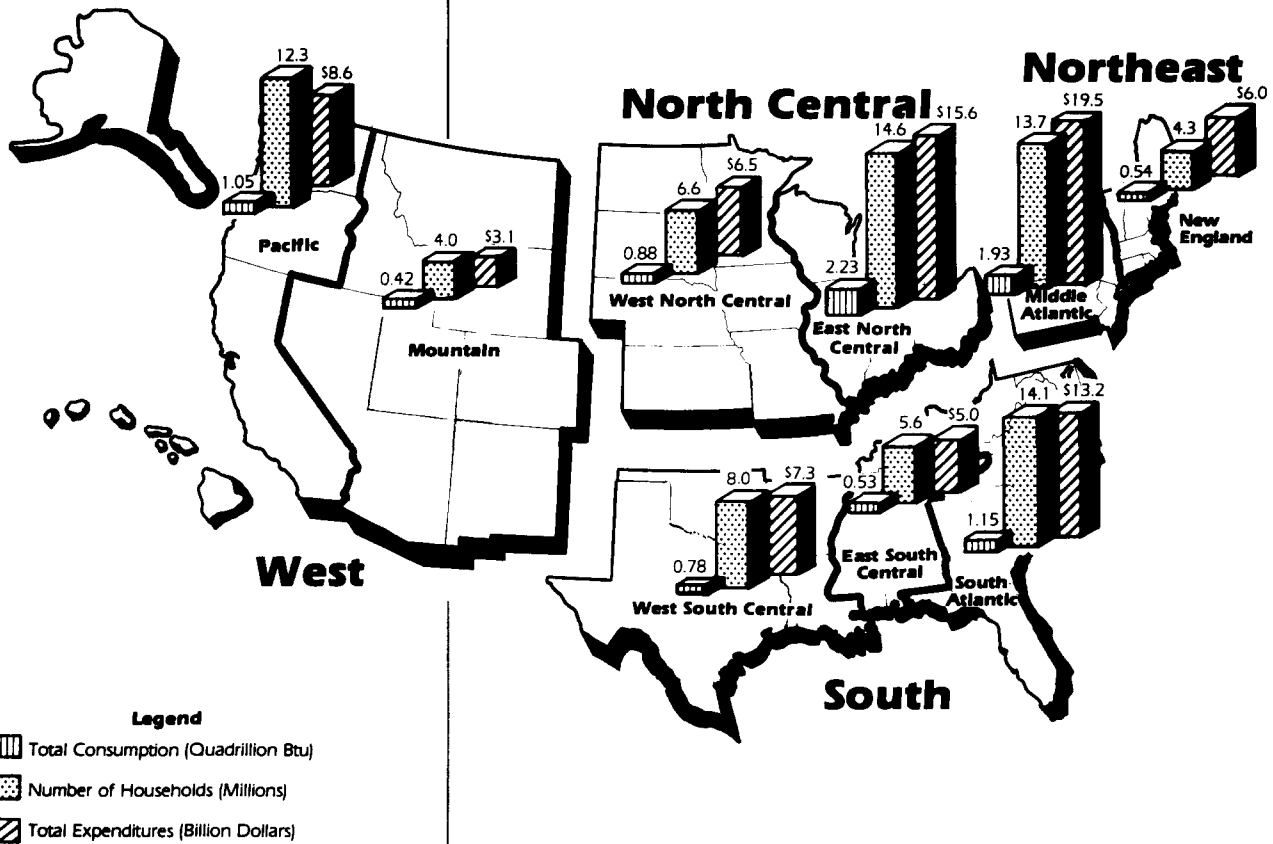 Northeast
North Central
West
South
12.3
$8.6
1.05
Pacific
4.0
$3.1
0.42
Mountain
6.6
$6.5
0.88
West North Central
14.6
$15.6
2.23
East North
Central
13.7
$19.5
1.93
Middle
Atlantic
4.3
$6.0
0.54
New
England
8.0
$7.3
0.78
West South Central
5.6
$5.0
0.53
East South
Central
14.1
$13.2
1.15
South
Atlantic
Legend
Total Consumption (Quadrillion Btu)
Number of Households (Millions)
Total Expenditures (Billion Dollars)